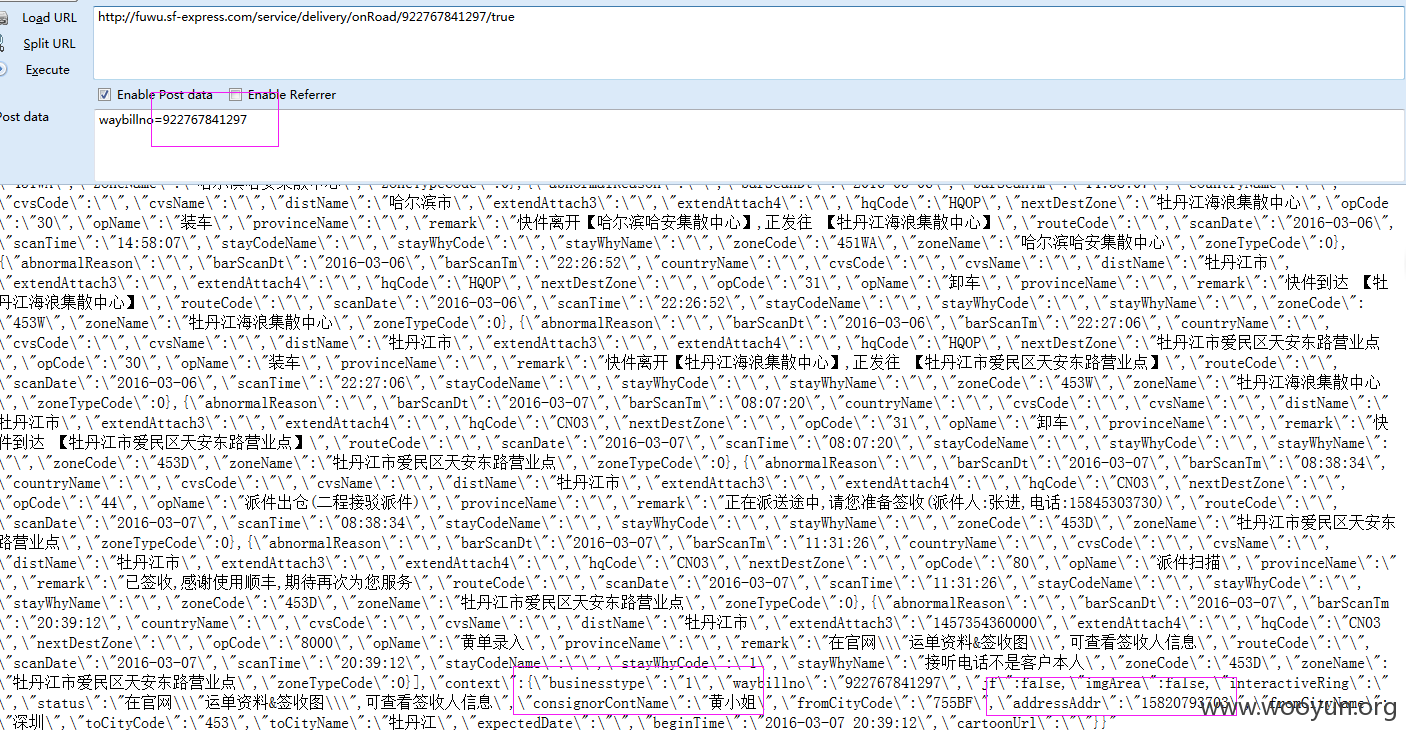 Load URL
http://fuwu.sf-express.com/service/delivery/onRoad/922767841297/true
Split URL
Execute
Enable Post data
Enable Referrer
Post data
waybillno=922767841297
\"cvsCode\":\"\",\"cvsName\":\"\",\"distName\":\"哈尔滨市\",\"extendAttach3\":\"\",\"extendAttach4\":\"\",\"hqCode\":\"HQOP\",\"nextDestZone\":\"牡丹江海浪集散中心\",\"opCode
\":\"30\",\"opName\":\"装车\",\"provinceName\":\"\",\"remark\":\"快件离开【哈尔滨哈安集散中心】,正发往 【牡丹江海浪集散中心】\",\"routeCode\":\"\",\"scanDate\":\"2016-03-06\",
\"scanTime\":\"14:58:07\",\"stayCodeName\":\"\",\"stayWhyCode\":\"\",\"stayWhyName\":\"\",\"zoneCode\":\"451WA\",\"zoneName\":\"哈尔滨哈安集散中心\",\"zoneTypeCode\":0},
{\"abnormalReason\":\"\",\"barScanDt\":\"2016-03-06\",\"barScanTm\":\"22:26:52\",\"countryName\":\"\",\"cvsCode\":\"\",\"cvsName\":\"\",\"distName\":\"牡丹江市\",
\"extendAttach3\":\"\",\"extendAttach4\":\"\",\"hqCode\":\"HQOP\",\"nextDestZone\":\"\",\"opCode\":\"31\",\"opName\":\"卸车\",\"provinceName\":\"\",\"remark\":\"快件到达 【牡
丹江海浪集散中心】\",\"routeCode\":\"\",\"scanDate\":\"2016-03-06\",\"scanTime\":\"22:26:52\",\"stayCodeName\":\"\",\"stayWhyCode\":\"\",\"stayWhyName\":\"\",\"zoneCode\":
\"453W\",\"zoneName\":\"牡丹江海浪集散中心\",\"zoneTypeCode\":0},{\"abnormalReason\":\"\",\"barScanDt\":\"2016-03-06\",\"barScanTm\":\"22:27:06\",\"countryName\":\"\",
\"cvsCode\":\"\",\"cvsName\":\"\",\"distName\":\"牡丹江市\",\"extendAttach3\":\"\",\"extendAttach4\":\"\",\"hqCode\":\"HQOP\",\"nextDestZone\":\"牡丹江市爱民区天安东路营业点
\",\"opCode\":\"30\",\"opName\":\"装车\",\"provinceName\":\"\",\"remark\":\"快件离开【牡丹江海浪集散中心】,正发往 【牡丹江市爱民区天安东路营业点】\",\"routeCode\":\"\",
\"scanDate\":\"2016-03-06\",\"scanTime\":\"22:27:06\",\"stayCodeName\":\"\",\"stayWhyCode\":\"\",\"stayWhyName\":\"\",\"zoneCode\":\"453W\",\"zoneName\":\"牡丹江海浪集散中心
\",\"zoneTypeCode\":0},{\"abnormalReason\":\"\",\"barScanDt\":\"2016-03-07\",\"barScanTm\":\"08:07:20\",\"countryName\":\"\",\"cvsCode\":\"\",\"cvsName\":\"\",\"distName\":
\"牡丹江市\",\"extendAttach3\":\"\",\"extendAttach4\":\"\",\"hqCode\":\"CN03\",\"nextDestZone\":\"\",\"opCode\":\"31\",\"opName\":\"卸车\",\"provinceName\":\"\",\"remark\":\"快
件到达 【牡丹江市爱民区天安东路营业点】\",\"routeCode\":\"\",\"scanDate\":\"2016-03-07\",\"scanTime\":\"08:07:20\",\"stayCodeName\":\"\",\"stayWhyCode\":\"\",\"stayWhyName\":
\"\",\"zoneCode\":\"453D\",\"zoneName\":\"牡丹江市爱民区天安东路营业点\",\"zoneTypeCode\":0},{\"abnormalReason\":\"\",\"barScanDt\":\"2016-03-07\",\"barScanTm\":\"08:38:34\",
\"countryName\":\"\",\"cvsCode\":\"\",\"cvsName\":\"\",\"distName\":\"牡丹江市\",\"extendAttach3\":\"\",\"extendAttach4\":\"\",\"hqCode\":\"CN03\",\"nextDestZone\":\"\",
\"opCode\":\"44\",\"opName\":\"派件出仓(二程接驳派件)\",\"provinceName\":\"\",\"remark\":\"正在派送途中,请您准备签收(派件人:张进,电话:15845303730)\",\"routeCode\":\"\",
\"scanDate\":\"2016-03-07\",\"scanTime\":\"08:38:34\",\"stayCodeName\":\"\",\"stayWhyCode\":\"\",\"stayWhyName\":\"\",\"zoneCode\":\"453D\",\"zoneName\":\"牡丹江市爱民区天安东
路营业点\",\"zoneTypeCode\":0},{\"abnormalReason\":\"\",\"barScanDt\":\"2016-03-07\",\"barScanTm\":\"11:31:26\",\"countryName\":\"\",\"cvsCode\":\"\",\"cvsName\":\"\",
\"distName\":\"牡丹江市\",\"extendAttach3\":\"\",\"extendAttach4\":\"\",\"hqCode\":\"CN03\",\"nextDestZone\":\"\",\"opCode\":\"80\",\"opName\":\"派件扫描\",\"provinceName\":\"
\",\"remark\":\"已签收,感谢使用顺丰,期待再次为您服务\",\"routeCode\":\"\",\"scanDate\":\"2016-03-07\",\"scanTime\":\"11:31:26\",\"stayCodeName\":\"\",\"stayWhyCode\":\"\",
\"stayWhyName\":\"\",\"zoneCode\":\"453D\",\"zoneName\":\"牡丹江市爱民区天安东路营业点\",\"zoneTypeCode\":0},{\"abnormalReason\":\"\",\"barScanDt\":\"2016-03-07\",\"barScanTm
\":\"20:39:12\",\"countryName\":\"\",\"cvsCode\":\"\",\"cvsName\":\"\",\"distName\":\"牡丹江市\",\"extendAttach3\":1457354360000\",\"extendAttach4\":\"\",\"hqCode\":\"CN03
\",\"nextDestZone\":\"\",\"opCode\":\"8000\",\"opName\":\"黄单录入\",\"provinceName\":\"\",\"remark\":\"在官网\\\"运单资料&签收图\\\",可查看签收人信息\",\"routeCode\":\"\",
\"scanDate\":\"2016-03-07\",\"scanTime\":\"20:39:12\",\"stayCodeName\":\"\",\"stayWhyCode\":\"1\",\"stayWhyName\":\"接听电话不是客户本人\",\"zoneCode\":\"453D\",\"zoneName\":
\"牡丹江市爱民区天安东路营业点\",\"zoneTypeCode\":0}],\"context\":{\"businesstype\":\"1\",\"waybillno\":\"922767841297\",\"jf\":false,\"imgArea\":false,\"interactiveRing\":
\"\",\"status\":\"在官网\\\"运单资料&签收图\\\",可查看签收人信息\",\"consignorContName\":\"黄小姐\",\"fromCityCode\":\"755BF\",\"addressAddr\":\"15820793703\",\"fromCityName\":
\"深圳\",\"toCityCode\":\"453\",\"toCityName\":\"牡丹江\",\"expectedDate\":\"\",\"beginTime\":\"2016-03-07 20:39:12\",\"cartoonUrl\":\"\"}}"
www.wooyun.org